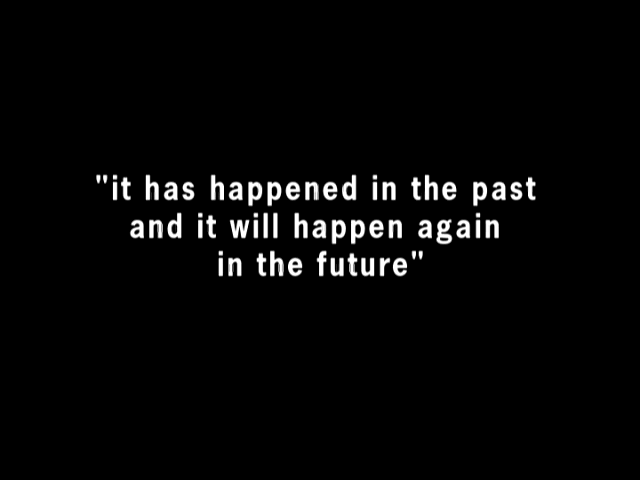 "it has happened in the past
and it will happen again
in the future"